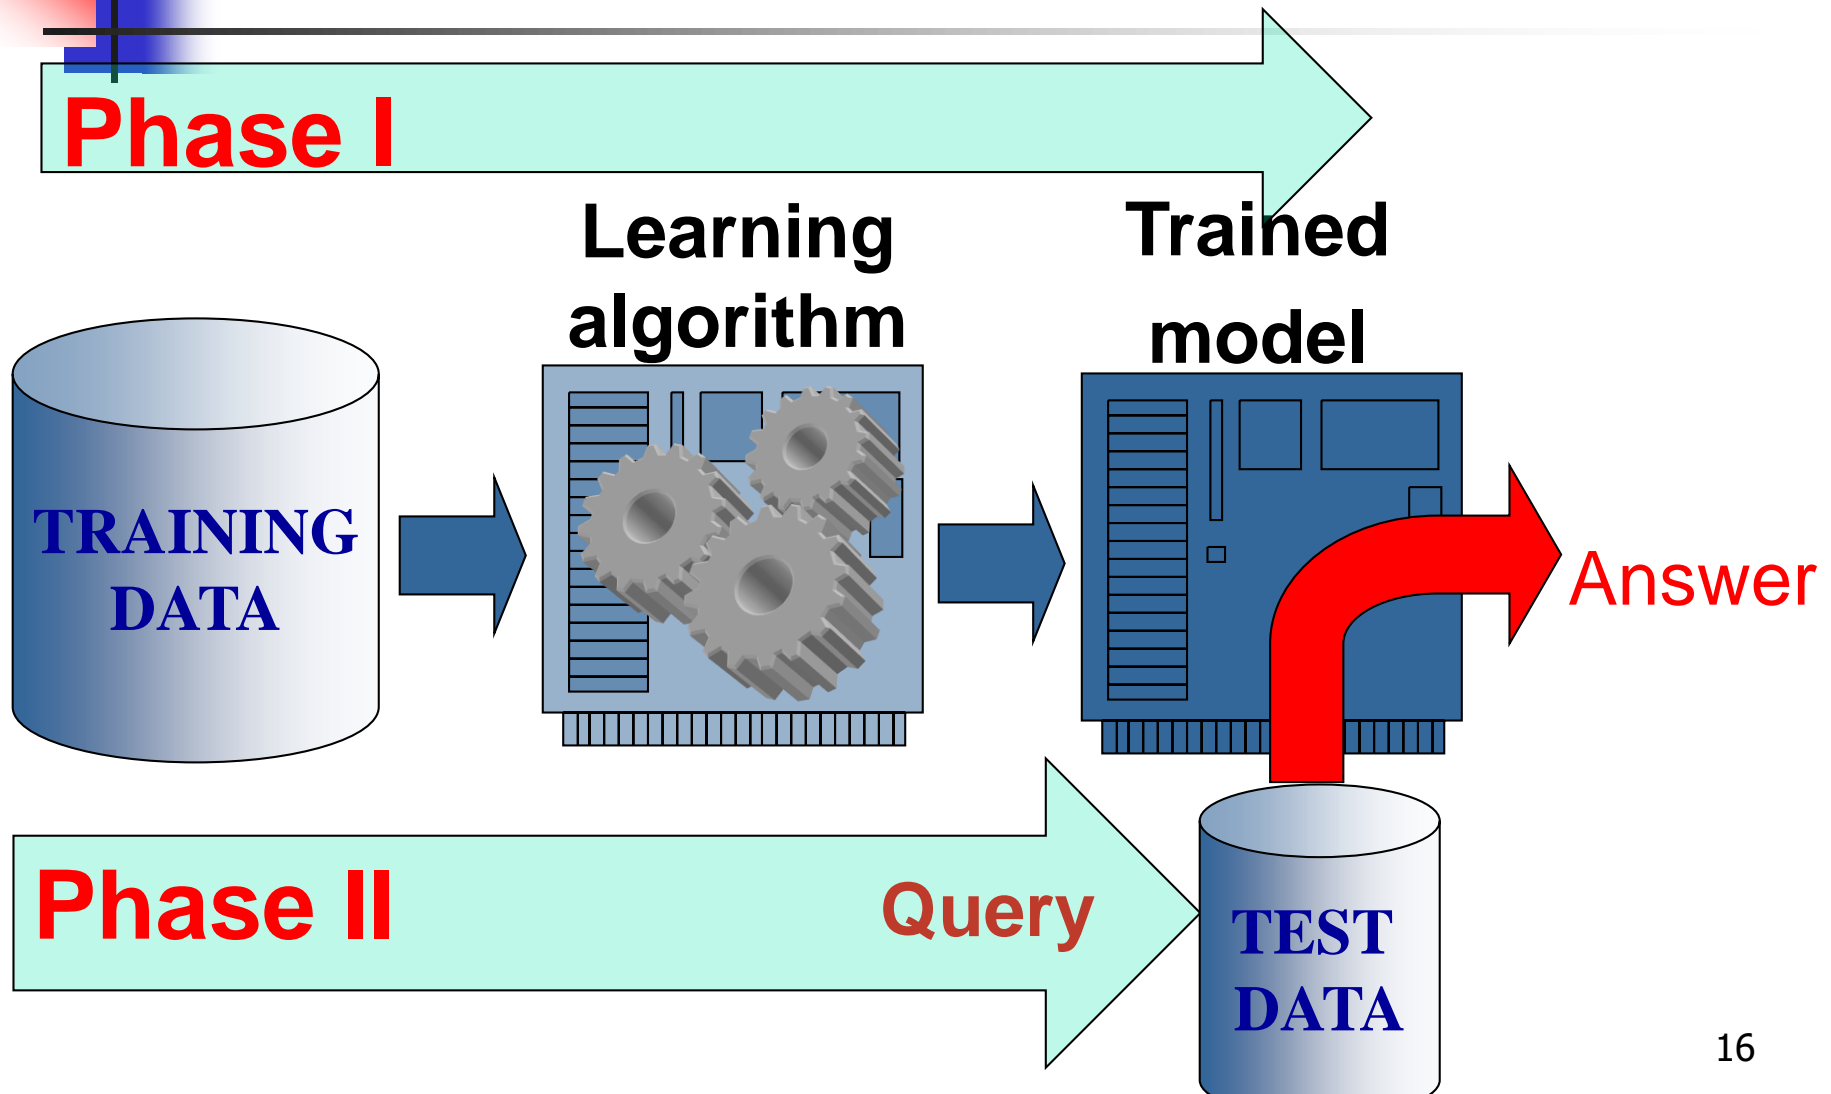 Phase I
Learning
algorithm
Trained
model
TRAINING
DATA
Answer
Phase II
Query
TEST
DATA
16